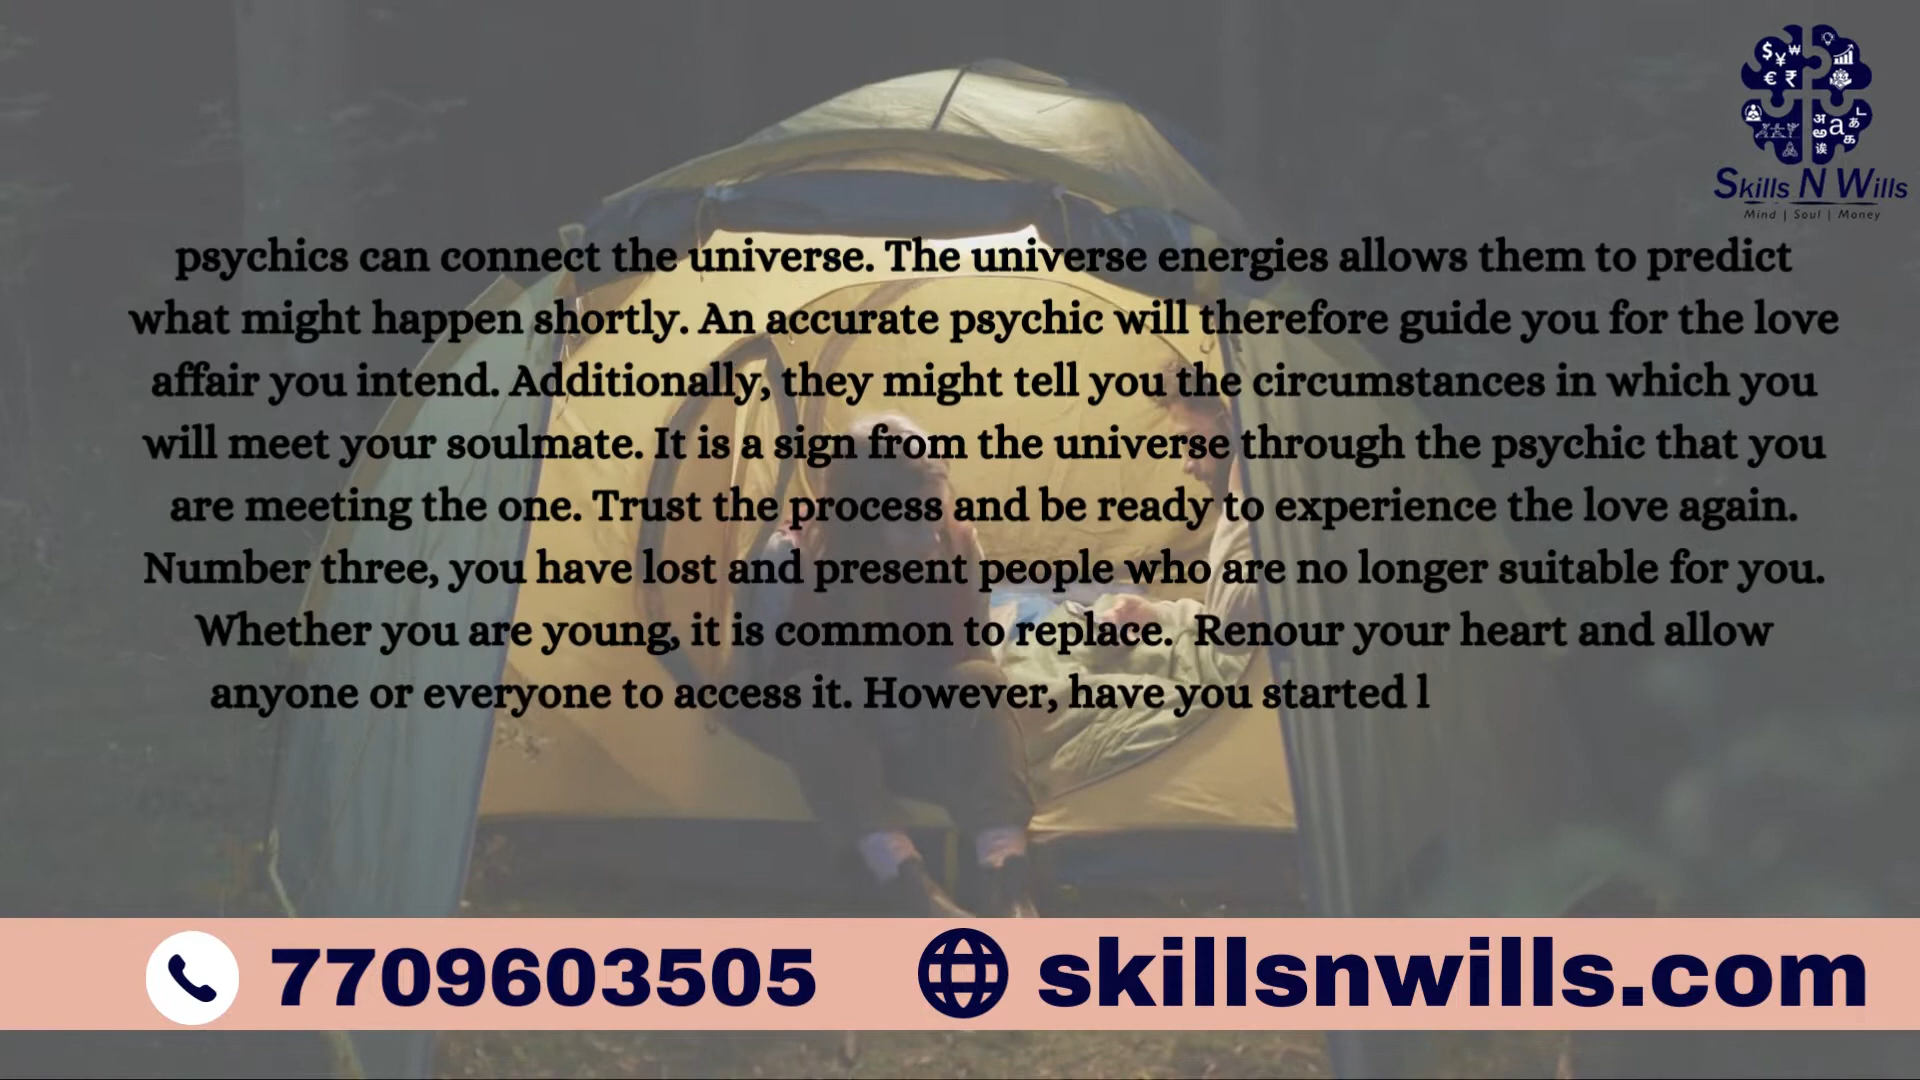 Skills N Wills
Mind | Soul | Money
psychics can connect the universe. The universe energies allows them to predict
what might happen shortly. An accurate psychic will therefore guide you for the love
affair you intend. Additionally, they might tell you the circumstances in which you
will meet your soulmate. It is a sign from the universe through the psychic that you
are meeting the one. Trust the process and be ready to experience the love again.
Number three, you have lost and present people who are no longer suitable for you.
Whether you are young, it is common to replace.  Renour your heart and allow
anyone or everyone to access it. However, have you started l
7709603505
skillsnwills.com